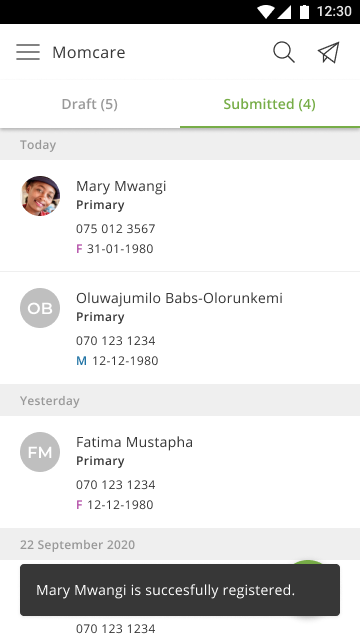 12:30
Momcare
Draft (5)
Submitted (4)
Today
Mary Mwangi
Primary
075 012 3567
F 31-01-1980
OB
Oluwajumilo Babs-Olorunkemi
Primary
070 123 1234
M 12-12-1980
Yesterday
FM
Fatima Mustapha
Primary
070 123 1234
F 12-12-1980
22 September 2020
Mary Mwangi is succesfully registered.
070 123 1234